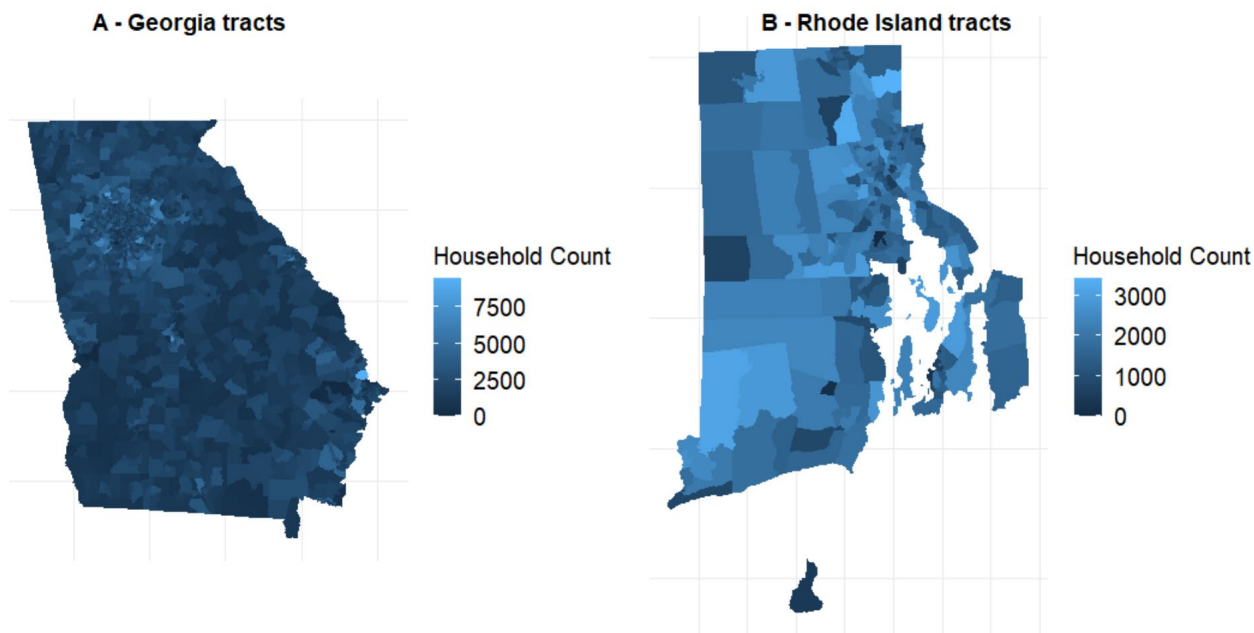 A - Georgia tracts
Household Count
7500
5000
2500
0
B - Rhode Island tracts
Household Count
3000
2000
1000
0